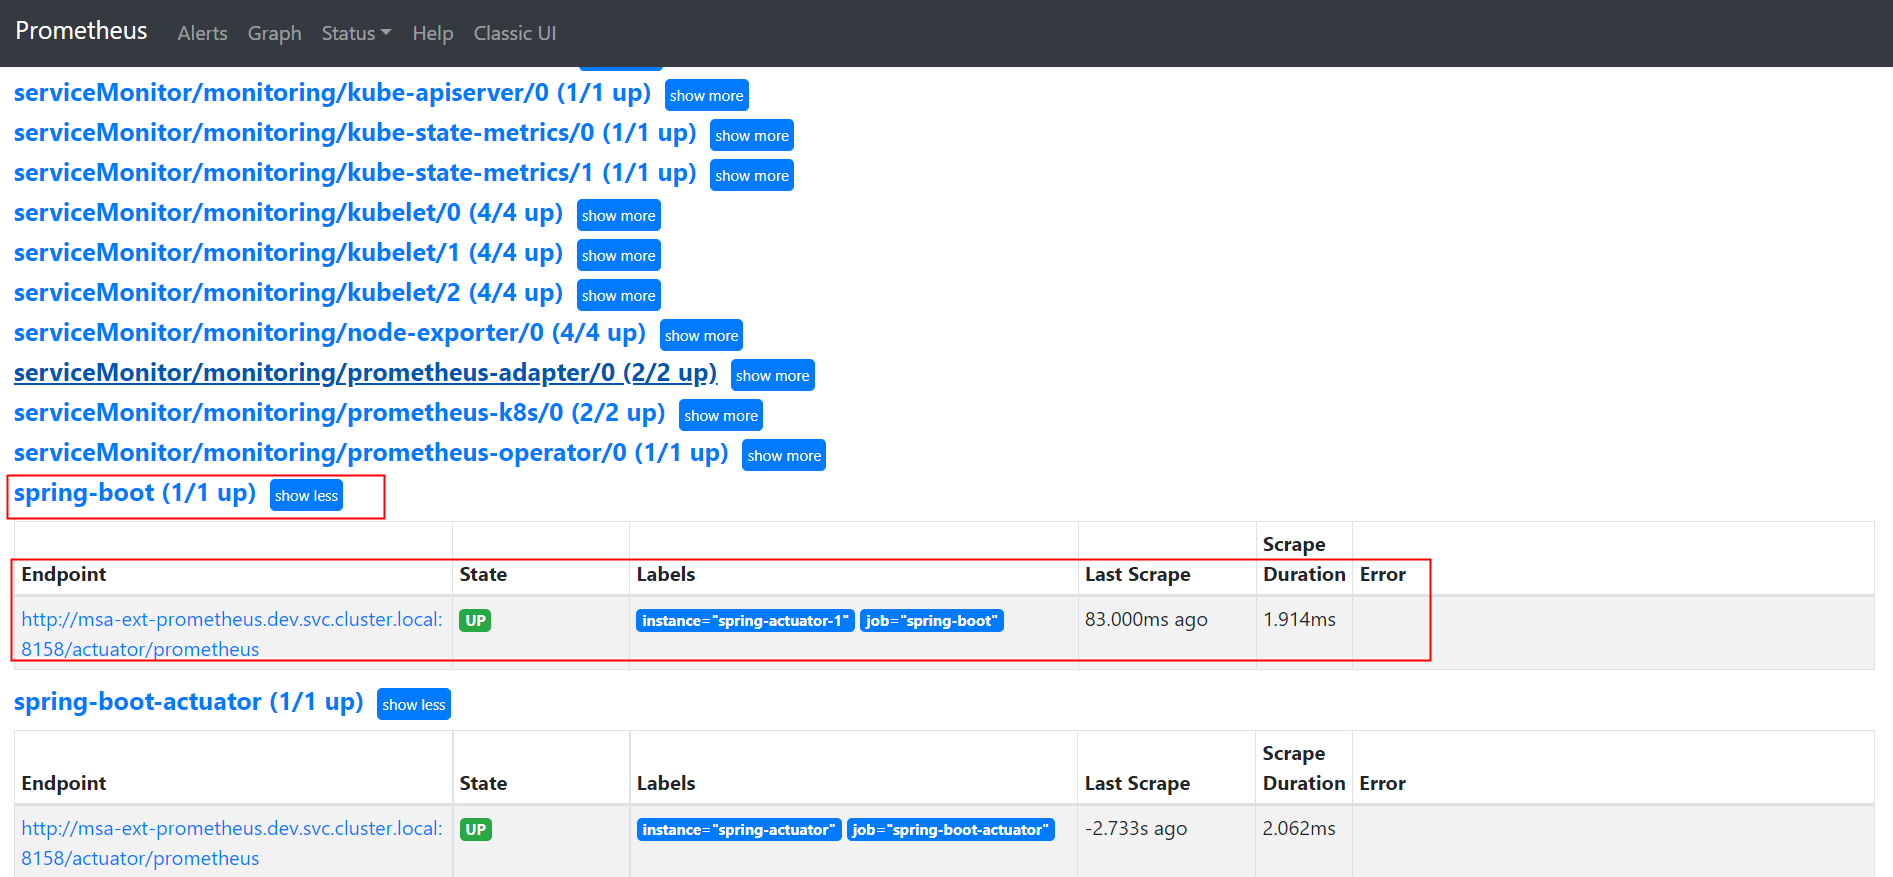 Prometheus Alerts Graph Status Help Classic UI
serviceMonitor/monitoring/kube-apiserver/0 (1/1 up) show more
serviceMonitor/monitoring/kube-state-metrics/0 (1/1 up) show more
serviceMonitor/monitoring/kube-state-metrics/1 (1/1 up) show more
serviceMonitor/monitoring/kubelet/0 (4/4 up) show more
serviceMonitor/monitoring/kubelet/1 (4/4 up) show more
serviceMonitor/monitoring/kubelet/2 (4/4 up) show more
serviceMonitor/monitoring/node-exporter/0 (4/4 up) show more
serviceMonitor/monitoring/prometheus-adapter/0 (2/2 up) show more
serviceMonitor/monitoring/prometheus-k8s/0 (2/2 up) show more
serviceMonitor/monitoring/prometheus-operator/0 (1/1 up) show more
spring-boot (1/1 up) show less
Scrape
Endpoint State Labels Last Scrape Duration Error
http://msa-ext-prometheus.dev.svc.cluster.local: UP instance="spring-actuator-1" job="spring-boot" 83.000ms ago 1.914ms
8158/actuator/prometheus
spring-boot-actuator (1/1 up) show less
Scrape
Endpoint State Labels Last Scrape Duration Error
http://msa-ext-prometheus.dev.svc.cluster.local: UP instance="spring-actuator" job="spring-boot-actuator" -2.733s ago 2.062ms
8158/actuator/prometheus